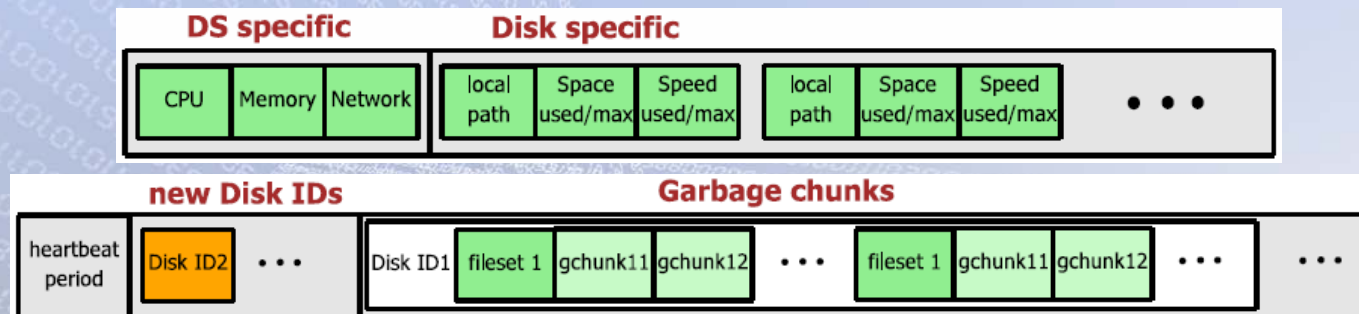 DS specific Disk specific
CPU Memory Network local path Space used/max Speed used/max local path Space used/max Speed used/max • • •
new Disk IDs Garbage chunks
heartbeat period Disk ID2 • • • Disk ID1 fileset 1 gchunk11 gchunk12 • • • fileset 1 gchunk11 gchunk12 • • • • • •